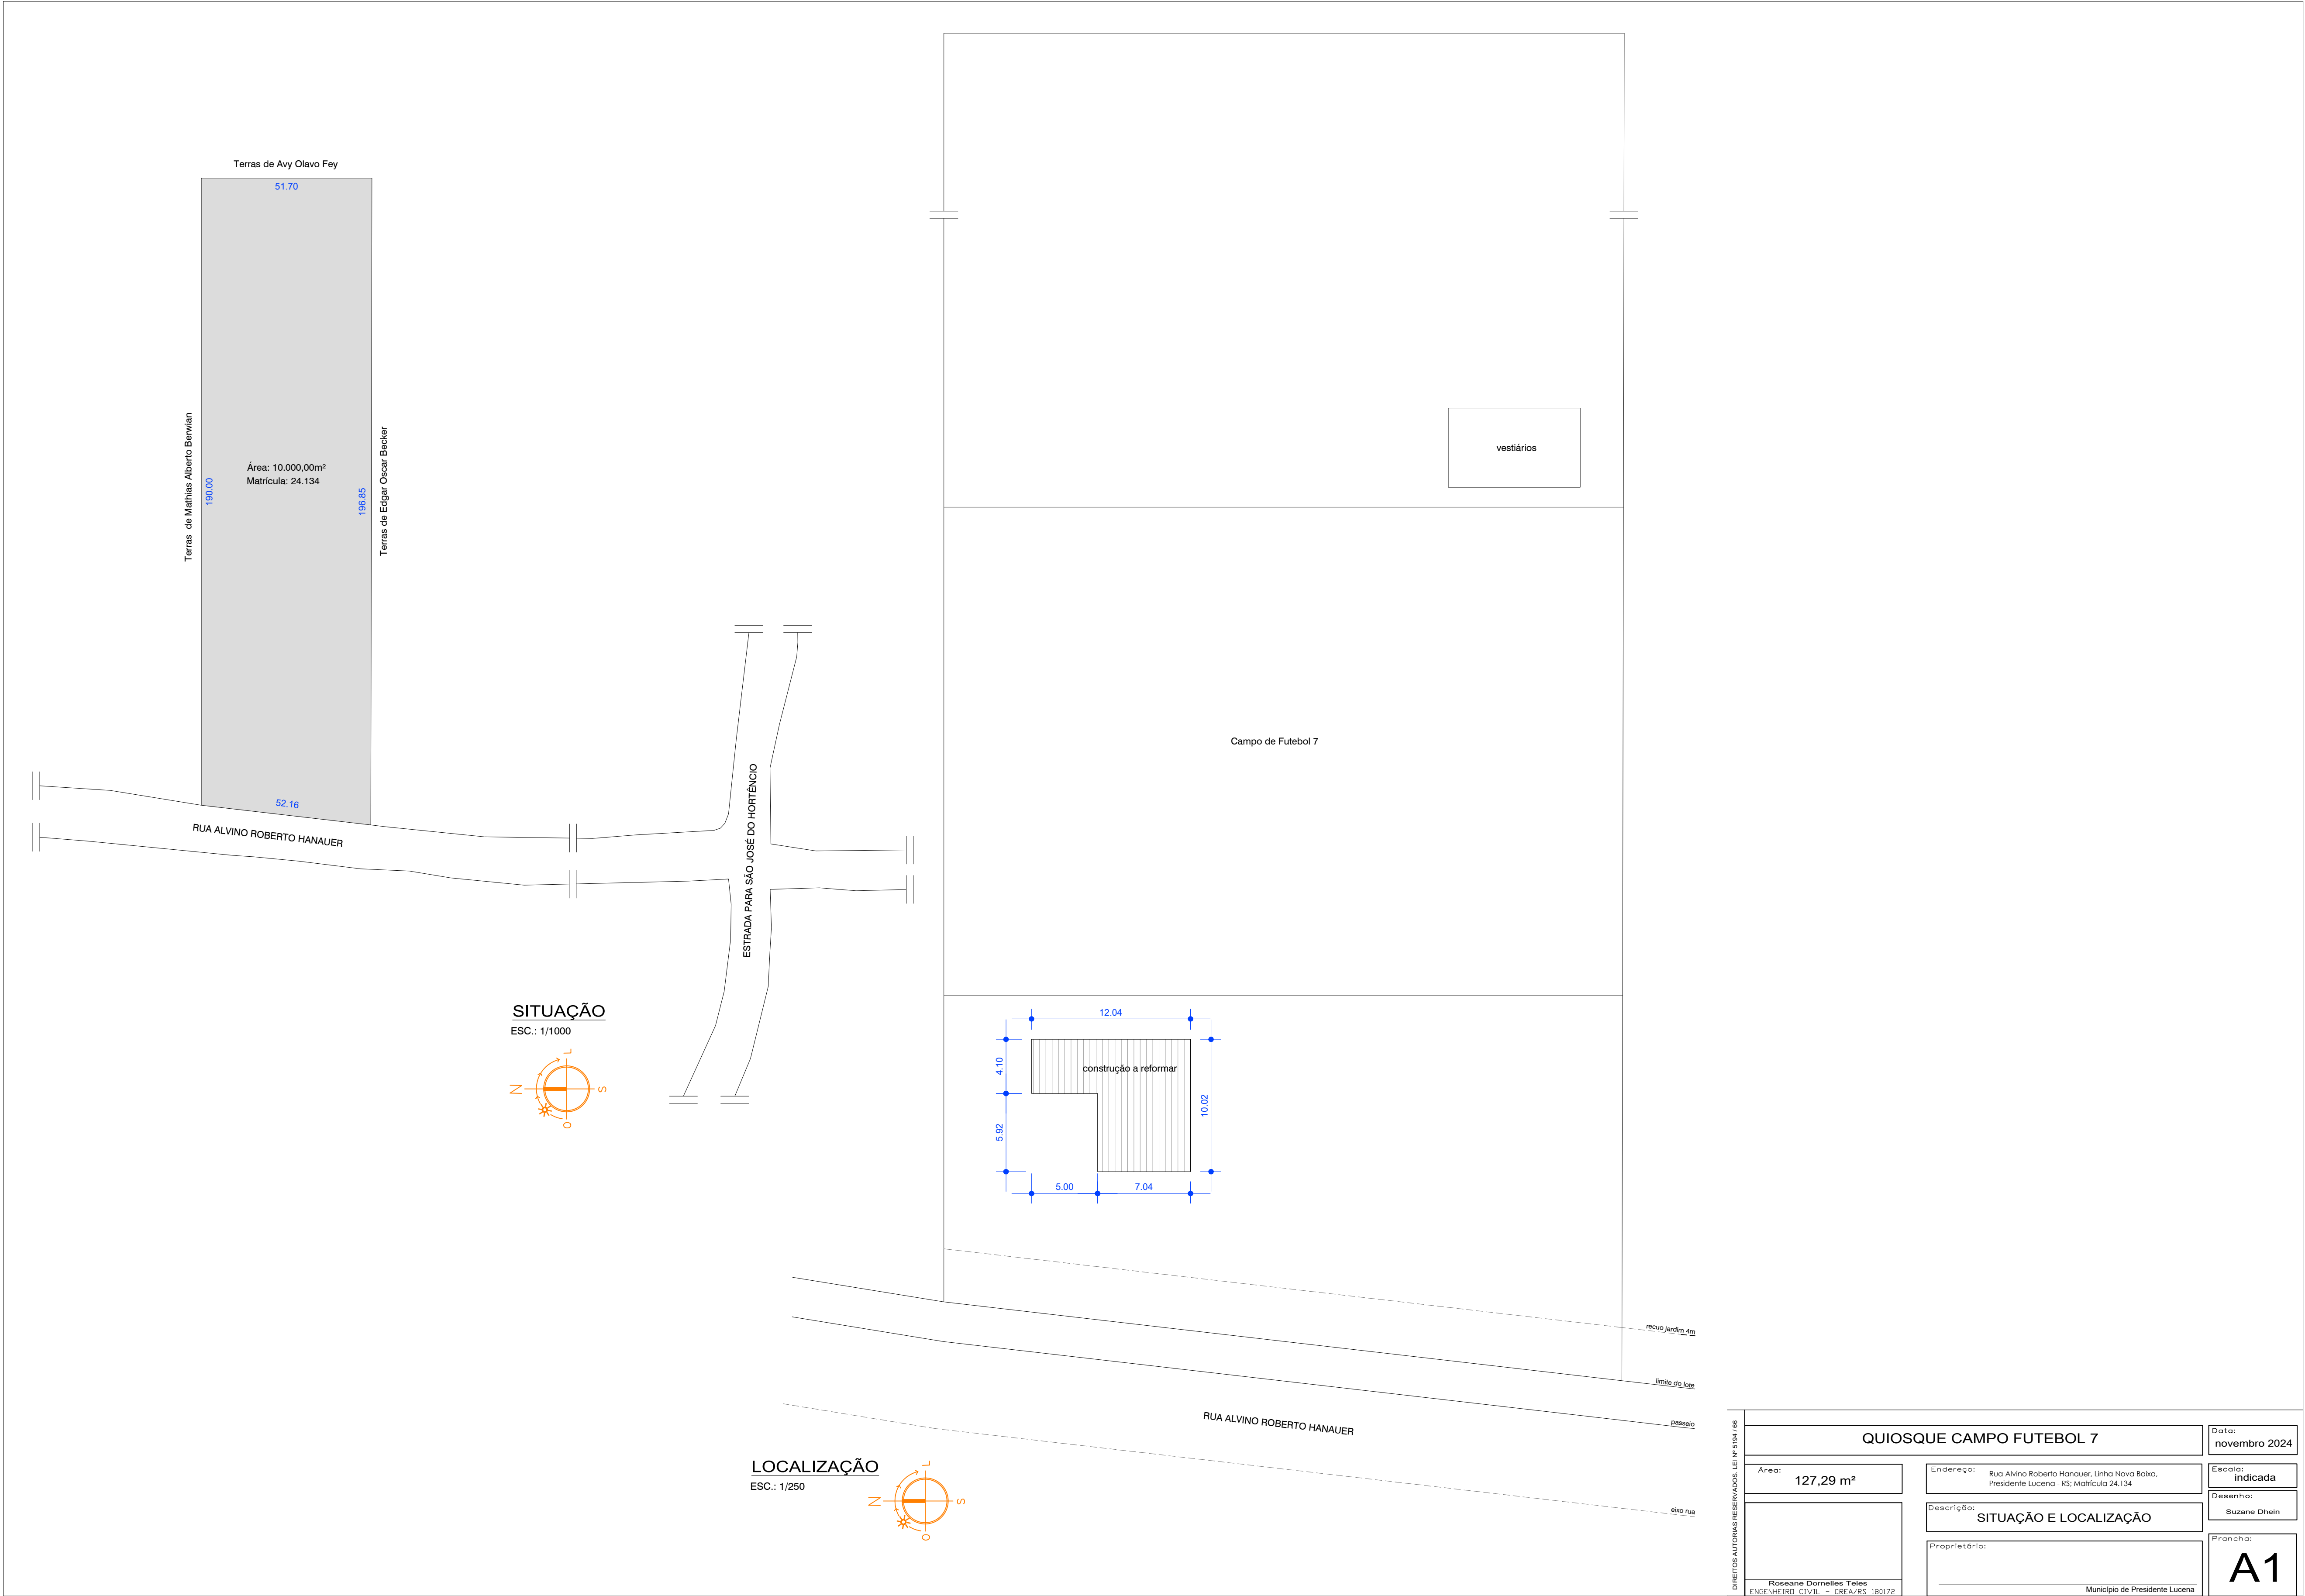 Terras de Avy Olavo Fey
51.70
Terras de Mathias Alberto Berwian
190.00
Área: 10.000,00m²
Matrícula: 24.134
196.85
Terras de Edgar Oscar Becker
52.16
RUA ALVINO ROBERTO HANAUER
ESTRADA PARA SÃO JOSÉ DO HORTÊNCIO
SITUAÇÃO
ESC.: 1/1000
L
N
S
O
vestiários
Campo de Futebol 7
12.04
4.10
construção a reformar
10.02
5.92
5.00
7.04
recuo jardim 4m
limite do lote
passeio
RUA ALVINO ROBERTO HANAUER
eixo rua
LOCALIZAÇÃO
ESC.: 1/250
L
N
S
O
DIREITOS AUTORIAS RESERVADOS. LEI Nº 5194 / 66
QUIOSQUE CAMPO FUTEBOL 7
Data:
novembro 2024
Área:
127,29 m²
Endereço:
Rua Alvino Roberto Hanauer, Linha Nova Baixa,
Presidente Lucena - RS; Matrícula 24.134
Escala:
indicada
Desenho:
Suzane Dhein
Descrição:
SITUAÇÃO E LOCALIZAÇÃO
Proprietário:
Município de Presidente Lucena
Prancha:
A1
Roseane Dornelles Teles
ENGENHEIRO CIVIL - CREA/RS 180172